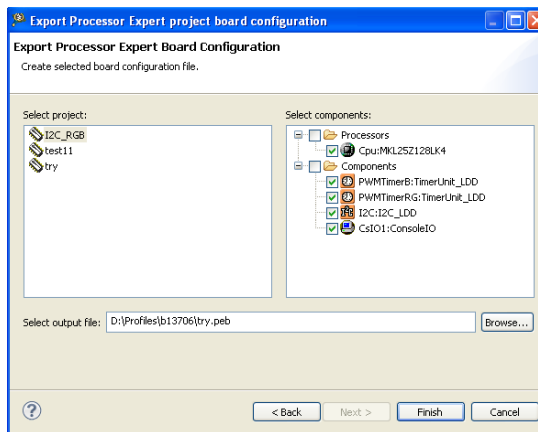 Export Processor Expert project board configuration
Export Processor Expert Board Configuration
Create selected board configuration file.
Select project:
I2C_RGB
test11
try
Select components:
Processors
Cpu:MKL25Z128LK4
Components
PWMTimerB:TimerUnit_LDD
PWMTimerRG:TimerUnit_LDD
I2C:I2C_LDD
CsIO1:ConsoleIO
Select output file: D:\Profiles\b13706\try.peb Browse...
? < Back Next > Finish Cancel